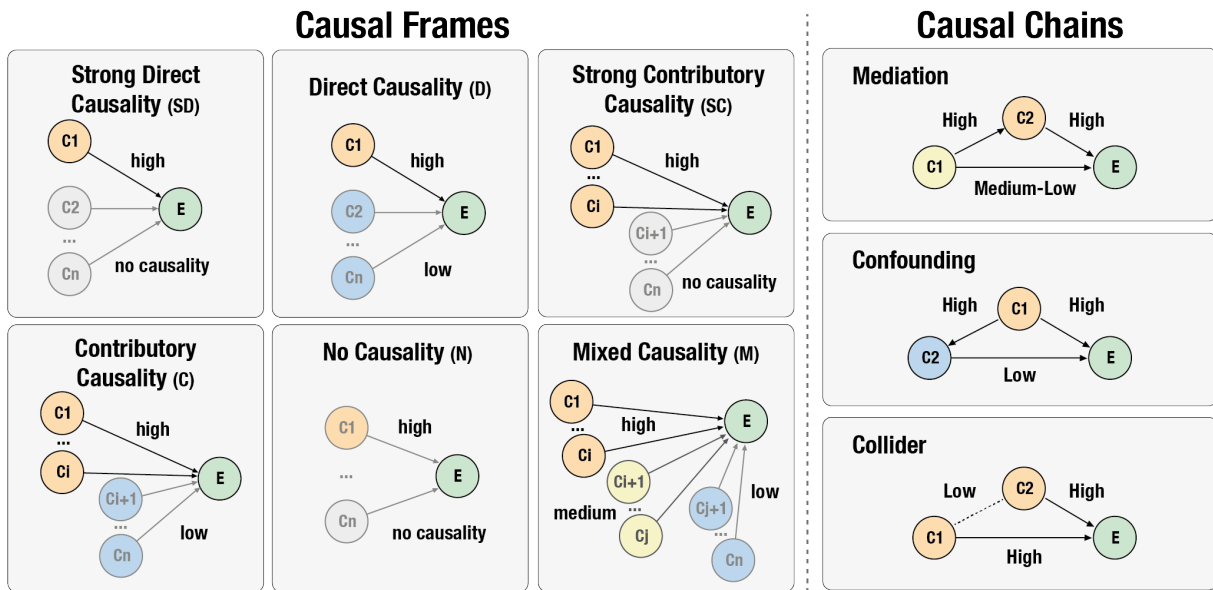 Causal Frames
Causal Chains
Strong Direct
Causality (SD)
C1
high
C2
E
...
Cn
no causality
Direct Causality (D)
C1
high
C2
E
...
Cn
low
Strong Contributory
Causality (SC)
C1
high
...
Ci
E
Ci+1
...
Cn
no causality
Contributory
Causality (C)
C1
high
...
Ci
E
Ci+1
...
low
Cn
No Causality (N)
C1
high
...
E
Cn
no causality
Mixed Causality (M)
C1
E
...
high
Ci
Ci+1
low
...
medium
Cj
Cj+1
...
Cn
Mediation
High
C2
High
C1
E
Medium-Low
Confounding
High
C1
High
C2
E
Low
Collider
Low
C2
High
C1
E
High